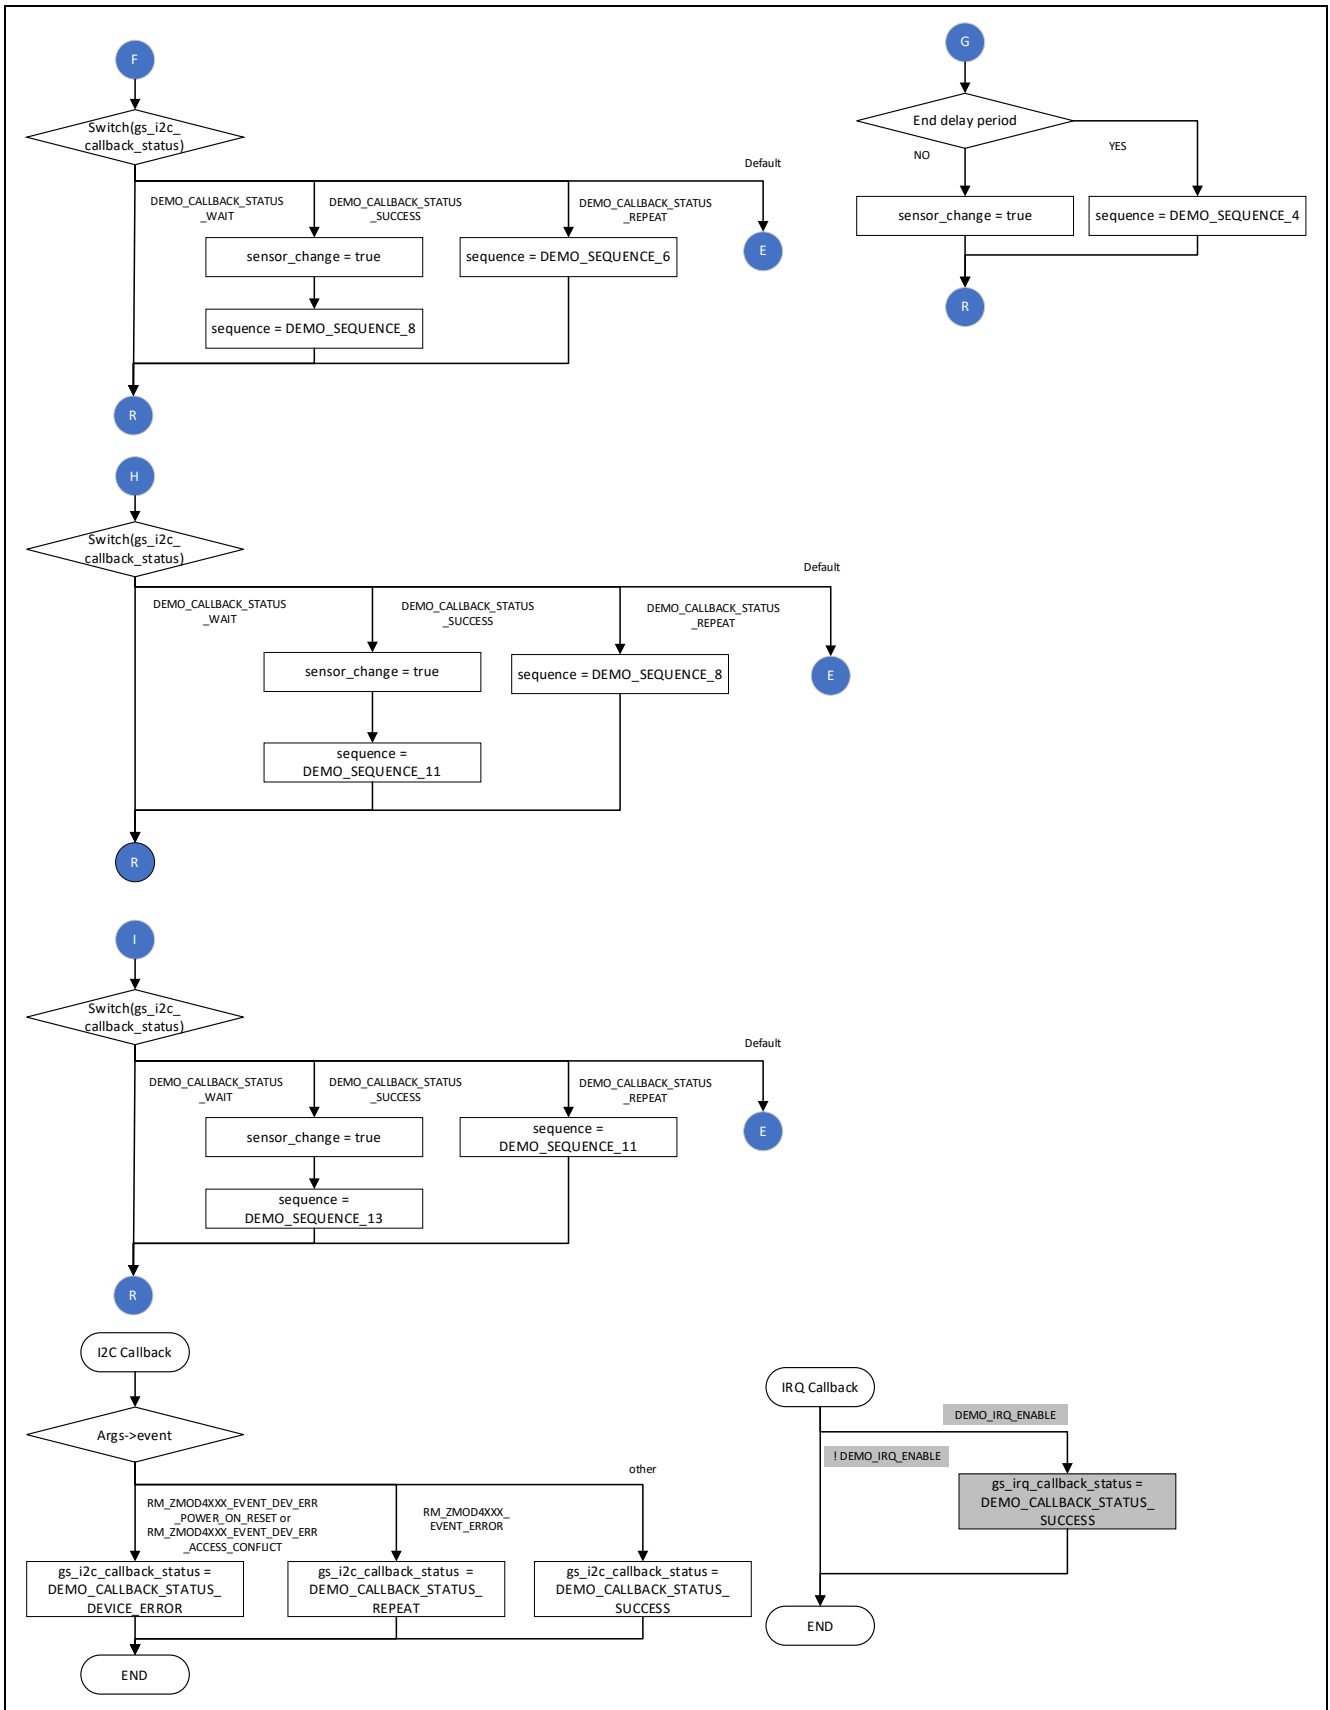 F
Switch(gs_i2c_
callback_status)
Default
DEMO_CALLBACK_STATUS
_WAIT
DEMO_CALLBACK_STATUS
_SUCCESS
DEMO_CALLBACK_STATUS
_REPEAT
sensor_change = true
sequence = DEMO_SEQUENCE_6
E
sequence = DEMO_SEQUENCE_8
R
G
End delay period
NO
YES
sensor_change = true
sequence = DEMO_SEQUENCE_4
R
H
Switch(gs_i2c_
callback_status)
Default
DEMO_CALLBACK_STATUS
_WAIT
DEMO_CALLBACK_STATUS
_SUCCESS
DEMO_CALLBACK_STATUS
_REPEAT
sensor_change = true
sequence = DEMO_SEQUENCE_8
E
sequence =
DEMO_SEQUENCE_11
R
I
Switch(gs_i2c_
callback_status)
Default
DEMO_CALLBACK_STATUS
_WAIT
DEMO_CALLBACK_STATUS
_SUCCESS
DEMO_CALLBACK_STATUS
_REPEAT
sensor_change = true
sequence =
DEMO_SEQUENCE_11
E
sequence =
DEMO_SEQUENCE_13
R
I2C Callback
Args->event
other
RM_ZMOD4XXX_EVENT_DEV_ERR
_POWER_ON_RESET or
RM_ZMOD4XXX_EVENT_DEV_ERR
_ACCESS_CONFLICT
RM_ZMOD4XXX_
EVENT_ERROR
gs_i2c_callback_status =
DEMO_CALLBACK_STATUS_
DEVICE_ERROR
gs_i2c_callback_status =
DEMO_CALLBACK_STATUS_
REPEAT
gs_i2c_callback_status =
DEMO_CALLBACK_STATUS_
SUCCESS
END
IRQ Callback
DEMO_IRQ_ENABLE
! DEMO_IRQ_ENABLE
gs_irq_callback_status =
DEMO_CALLBACK_STATUS_
SUCCESS
END